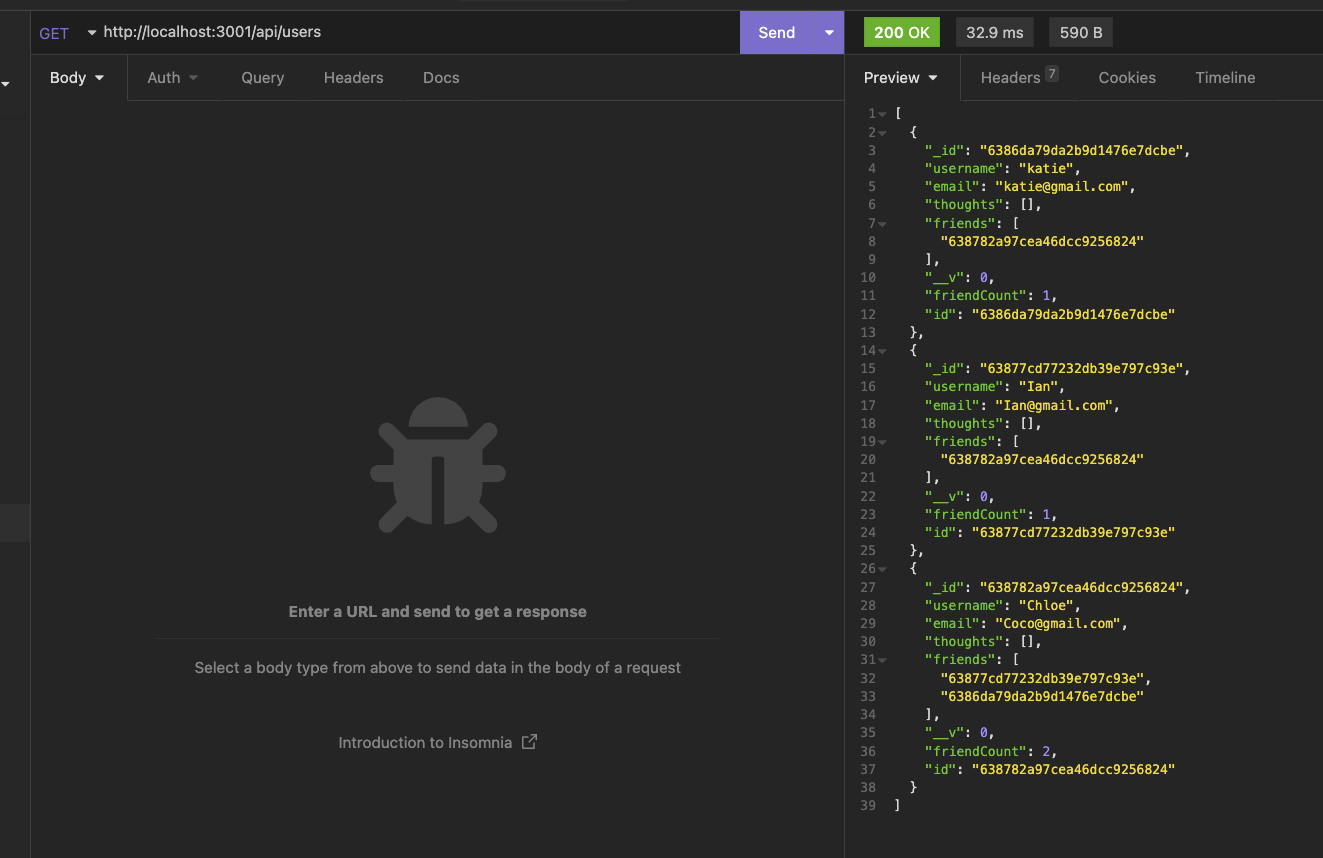 GET http://localhost:3001/api/users Send
Body Auth Query Headers Docs
Enter a URL and send to get a response
Select a body type from above to send data in the body of a request
Introduction to Insomnia
200 OK 32.9 ms 590 B
Preview Headers 7 Cookies Timeline
1 [
2 {
3 "_id": "6386da79da2b9d1476e7dcbe",
4 "username": "katie",
5 "email": "katie@gmail.com",
6 "thoughts": [],
7 "friends": [
8 "638782a97cea46dcc9256824"
9 ],
10 "__v": 0,
11 "friendCount": 1,
12 "id": "6386da79da2b9d1476e7dcbe"
13 },
14 {
15 "_id": "63877cd77232db39e797c93e",
16 "username": "Ian",
17 "email": "Ian@gmail.com",
18 "thoughts": [],
19 "friends": [
20 "638782a97cea46dcc9256824"
21 ],
22 "__v": 0,
23 "friendCount": 1,
24 "id": "63877cd77232db39e797c93e"
25 },
26 {
27 "_id": "638782a97cea46dcc9256824",
28 "username": "Chloe",
29 "email": "Coco@gmail.com",
30 "thoughts": [],
31 "friends": [
32 "63877cd77232db39e797c93e",
33 "6386da79da2b9d1476e7dcbe"
34 ],
35 "__v": 0,
36 "friendCount": 2,
37 "id": "638782a97cea46dcc9256824"
38 }
39 ]